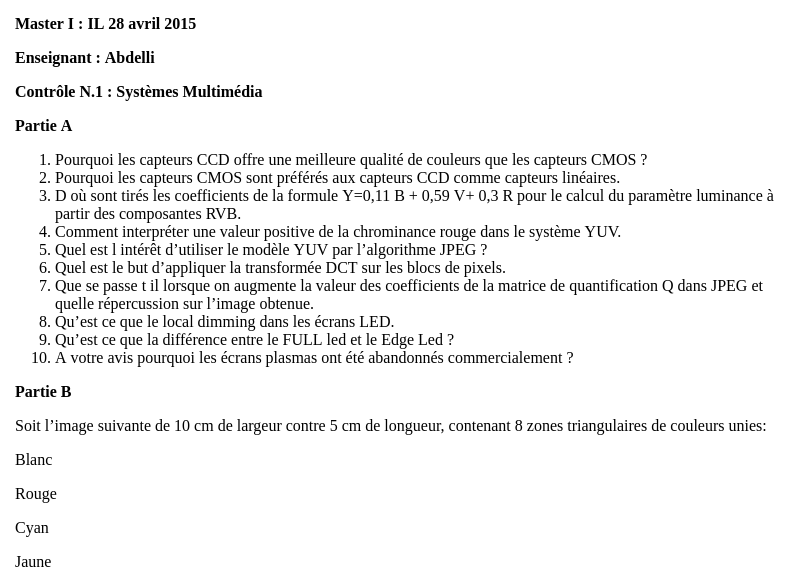 Master I : IL 28 avril 2015
Enseignant : Abdelli
Contrôle N.1 : Systèmes Multimédia
Partie A
1. Pourquoi les capteurs CCD offre une meilleure qualité de couleurs que les capteurs CMOS ?
2. Pourquoi les capteurs CMOS sont préférés aux capteurs CCD comme capteurs linéaires.
3. D où sont tirés les coefficients de la formule Y=0,11 B + 0,59 V+ 0,3 R pour le calcul du paramètre luminance à
partir des composantes RVB.
4. Comment interpréter une valeur positive de la chrominance rouge dans le système YUV.
5. Quel est l intérêt d’utiliser le modèle YUV par l’algorithme JPEG ?
6. Quel est le but d’appliquer la transformée DCT sur les blocs de pixels.
7. Que se passe t il lorsque on augmente la valeur des coefficients de la matrice de quantification Q dans JPEG et
quelle répercussion sur l’image obtenue.
8. Qu’est ce que le local dimming dans les écrans LED.
9. Qu’est ce que la différence entre le FULL led et le Edge Led ?
10. A votre avis pourquoi les écrans plasmas ont été abandonnés commercialement ?
Partie B
Soit l’image suivante de 10 cm de largeur contre 5 cm de longueur, contenant 8 zones triangulaires de couleurs unies:
Blanc
Rouge
Cyan
Jaune